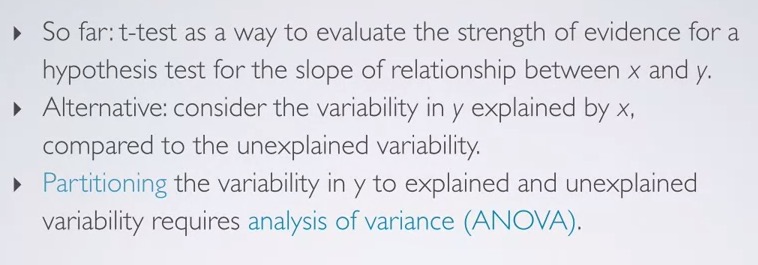 ▸ So far: t-test as a way to evaluate the strength of evidence for a
hypothesis test for the slope of relationship between x and y.
▸ Alternative: consider the variability in y explained by x,
compared to the unexplained variability.
▸ Partitioning the variability in y to explained and unexplained
variability requires analysis of variance (ANOVA).